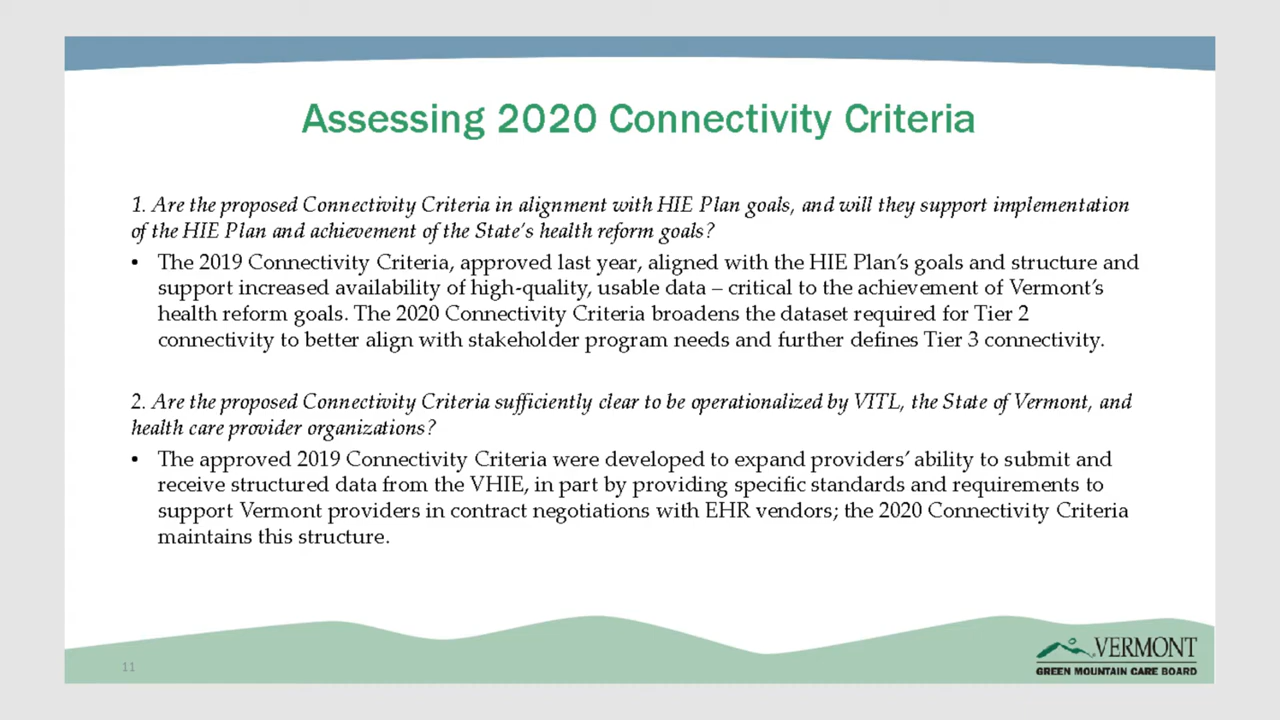 Assessing 2020 Connectivity Criteria
1. Are the proposed Connectivity Criteria in alignment with HIE Plan goals, and will they support implementation
of the HIE Plan and achievement of the State's health reform goals?
• The 2019 Connectivity Criteria, approved last year, aligned with the HIE Plan's goals and structure and
support increased availability of high-quality, usable data – critical to the achievement of Vermont's
health reform goals. The 2020 Connectivity Criteria broadens the dataset required for Tier 2
connectivity to better align with stakeholder program needs and further defines Tier 3 connectivity.
2. Are the proposed Connectivity Criteria sufficiently clear to be operationalized by VITL, the State of Vermont, and
health care provider organizations?
• The approved 2019 Connectivity Criteria were developed to expand providers' ability to submit and
receive structured data from the VHIE, in part by providing specific standards and requirements to
support Vermont providers in contract negotiations with EHR vendors; the 2020 Connectivity Criteria
maintains this structure.
11
VERMONT
GREEN MOUNTAIN CARE BOARD